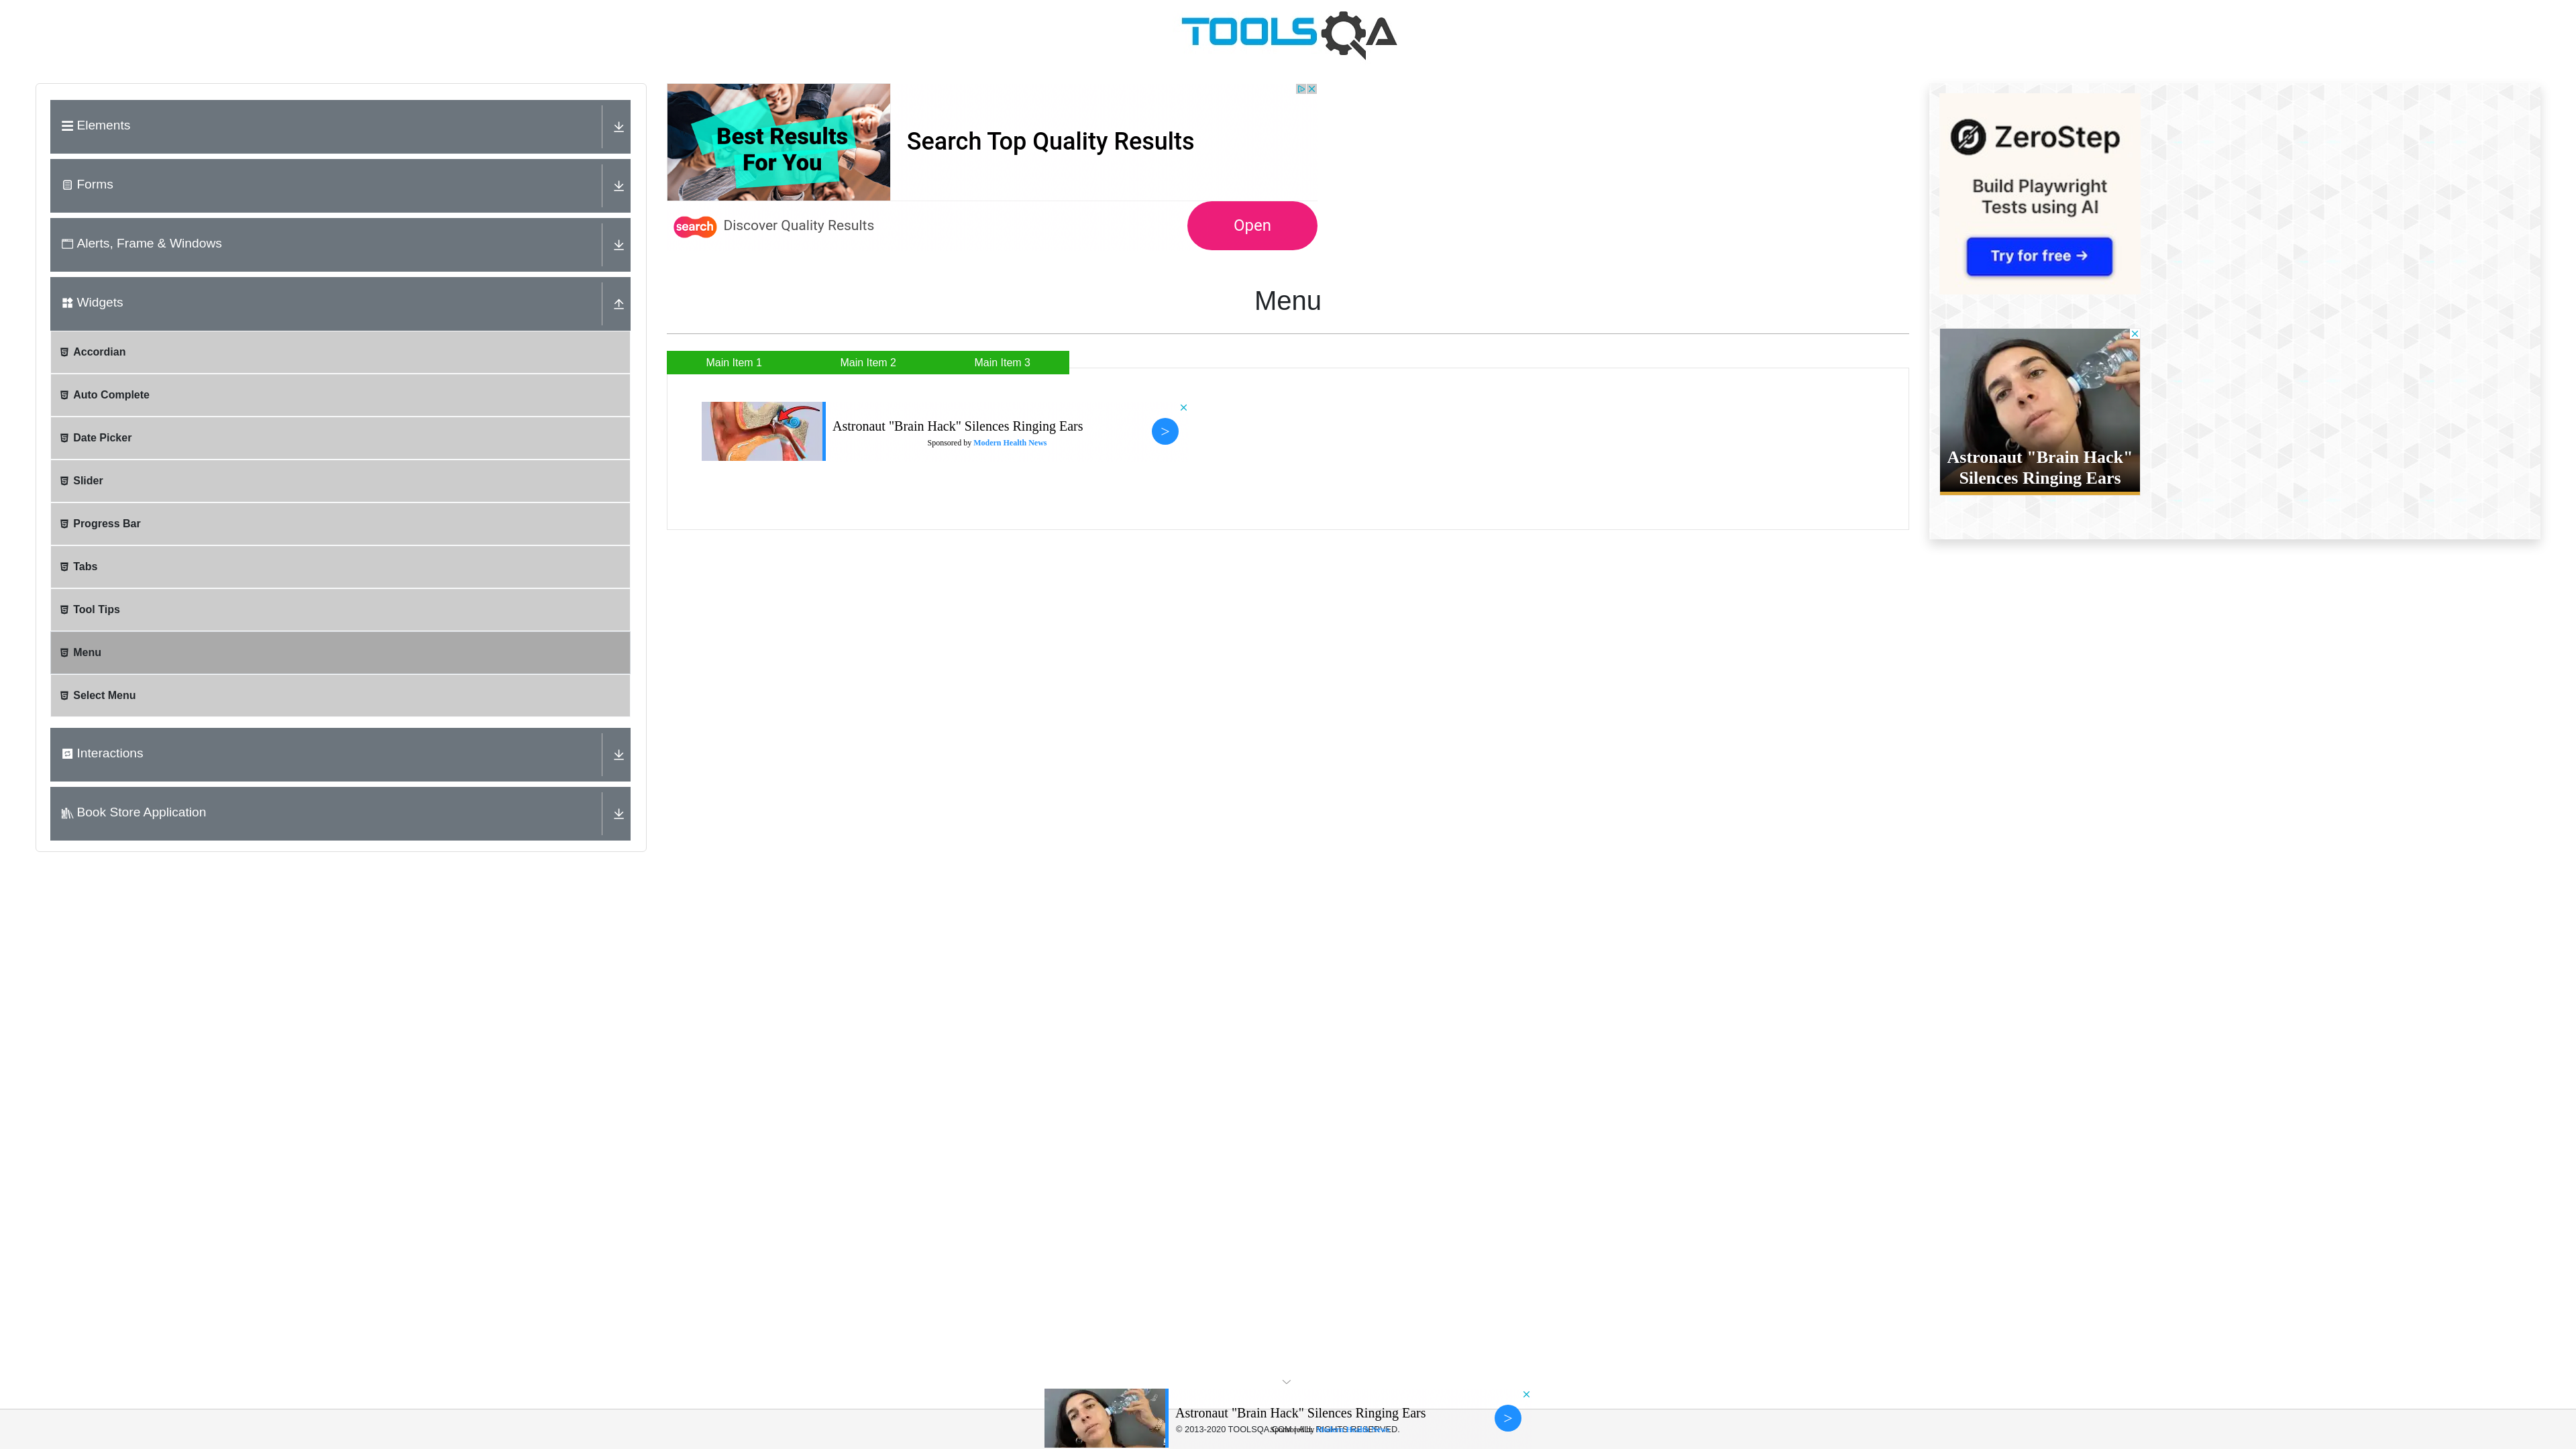 TOOLSQA
Elements
Forms
Alerts, Frame & Windows
Widgets
Accordian
Auto Complete
Date Picker
Slider
Progress Bar
Tabs
Tool Tips
Menu
Select Menu
Interactions
Book Store Application
Best Results
For You
Search Top Quality Results
search
Discover Quality Results
Open
Menu
Main Item 1
Main Item 2
Main Item 3
Astronaut "Brain Hack" Silences Ringing Ears
Sponsored by Modern Health News
>
ZeroStep
Build Playwright
Tests using AI
Try for free →
Astronaut "Brain Hack"
Silences Ringing Ears
Astronaut "Brain Hack" Silences Ringing Ears
© 2013-2020 TOOLSQA.COM | ALL RIGHTS RESERVED.
>